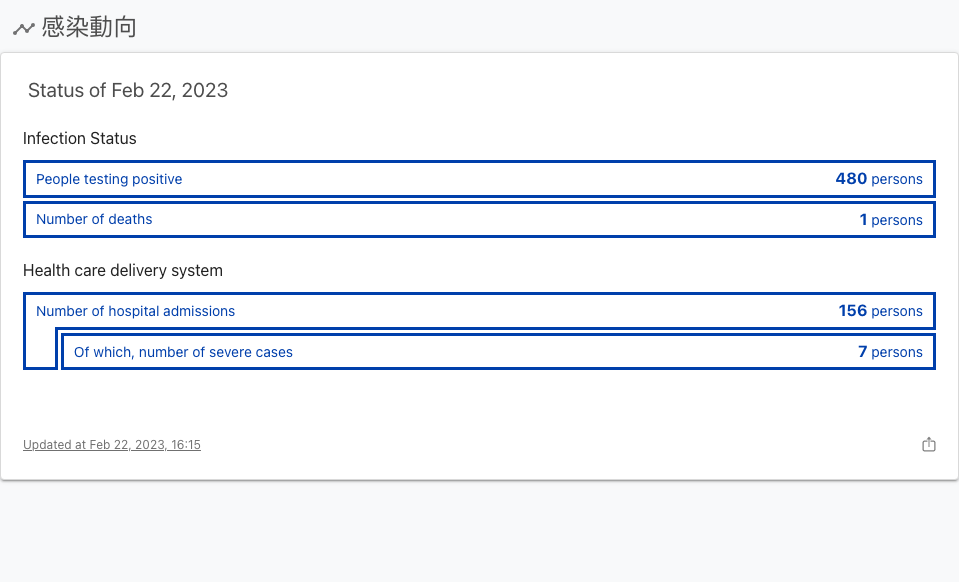 感染動向
Status of Feb 22, 2023
Infection Status
People testing positive 480 persons
Number of deaths 1 persons
Health care delivery system
Number of hospital admissions 156 persons
Of which, number of severe cases 7 persons
Updated at Feb 22, 2023, 16:15